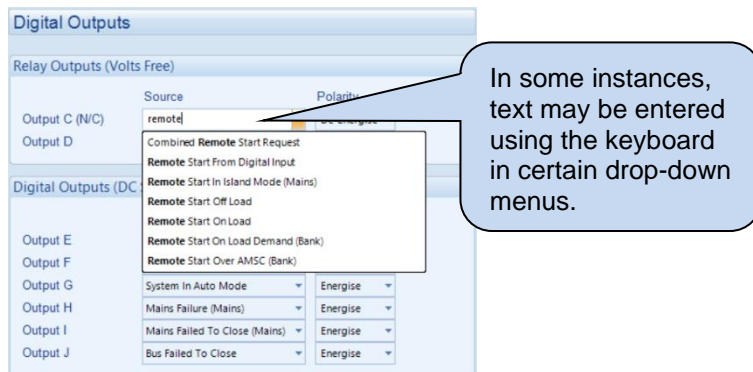 Digital Outputs
Relay Outputs (Volts Free)
Source Polarity
Output C (N/C) remote
Output D
Combined Remote Start Request
Remote Start From Digital Input
Remote Start In Island Mode (Mains)
Remote Start Off Load
Remote Start On Load
Remote Start On Load Demand (Bank)
Remote Start Over AMSC (Bank)
Digital Outputs (DC
Output E
Output F
Output G System In Auto Mode Energise
Output H Mains Failure (Mains) Energise
Output I Mains Failed To Close (Mains) Energise
Output J Bus Failed To Close Energise
In some instances,
text may be entered
using the keyboard
in certain drop-down
menus.